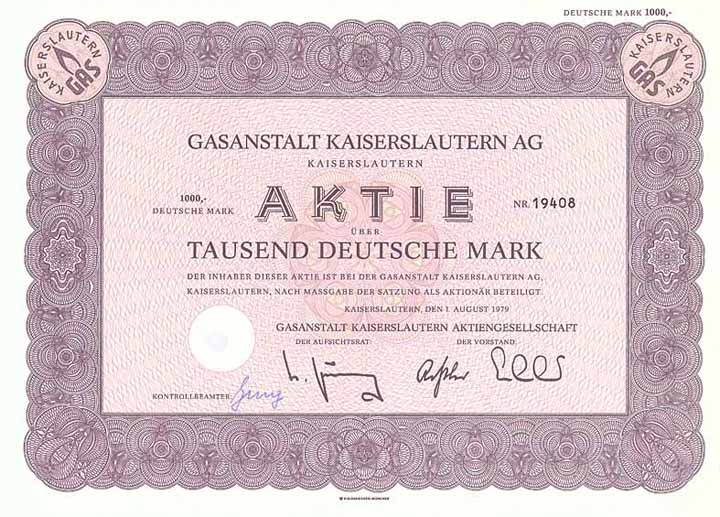 DEUTSCHE MARK 1000,-
KAISERSLAUTERN
GAS
KAISERSLAUTERN
GAS
GASANSTALT KAISERSLAUTERN AG
KAISERSLAUTERN
1000,-
DEUTSCHE MARK
AKTIE
NR. 19408
ÜBER
TAUSEND DEUTSCHE MARK
DER INHABER DIESER AKTIE IST BEI DER GASANSTALT KAISERSLAUTERN AG,
KAISERSLAUTERN, NACH MASSGABE DER SATZUNG ALS AKTIONÄR BETEILIGT.
KAISERSLAUTERN, DEN 1. AUGUST 1979
GASANSTALT KAISERSLAUTERN AKTIENGESELLSCHAFT
DER AUFSICHTSRAT:
DER VORSTAND:
KONTROLLBEAMTER: